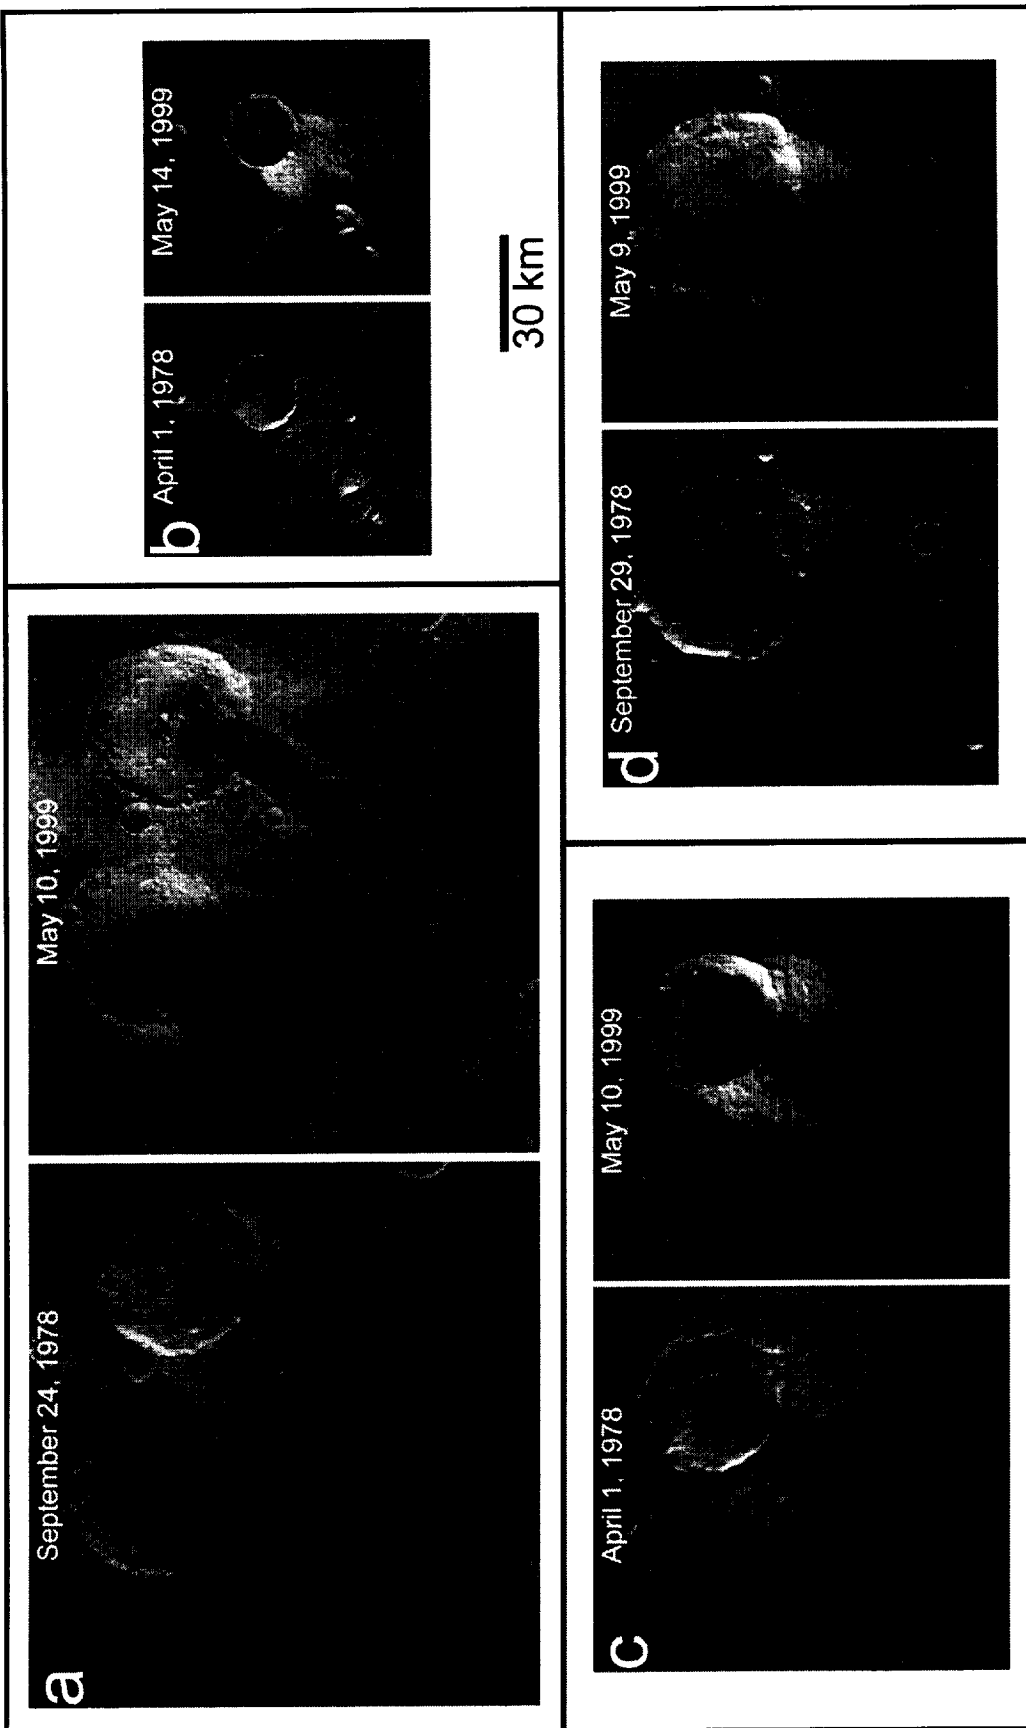 a
September 24, 1978
May 10, 1999
b
April 1, 1978
May 14, 1999
30 km
c
April 1, 1978
May 10, 1999
d
September 29, 1978
May 9, 1999